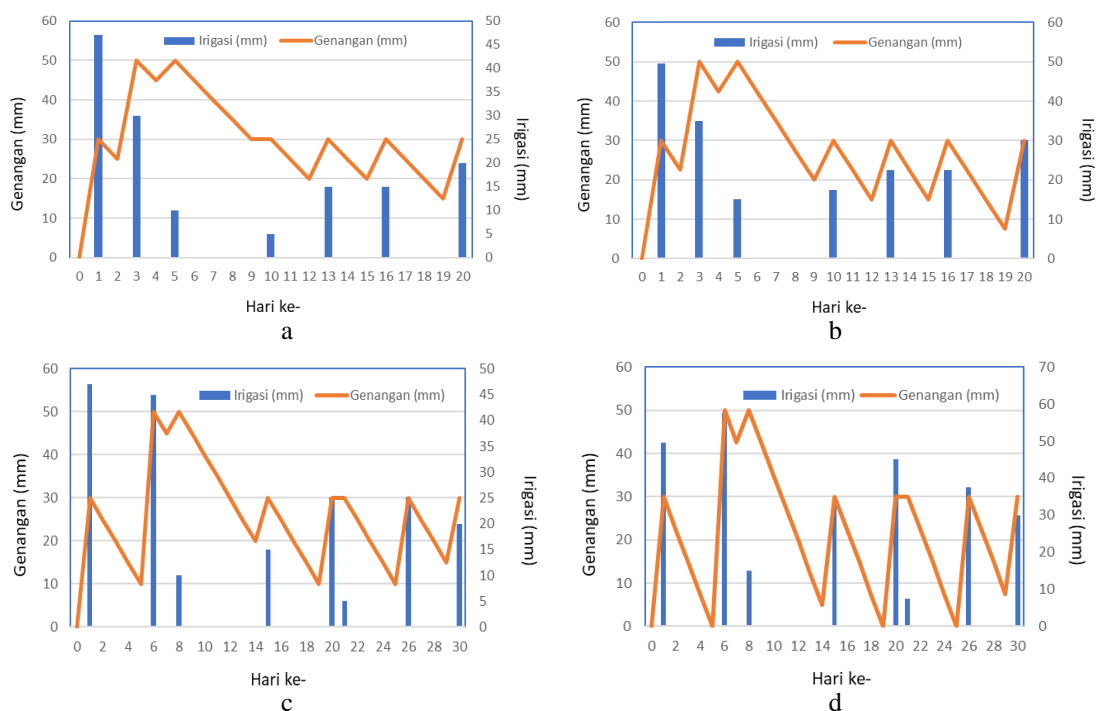 Irigasi (mm) Genangan (mm)
60 50 40 30 20 10 0
Genangan (mm)
50 45 40 35 30 25 20 15 10 5 0
Irigasi (mm)
0 1 2 3 4 5 6 7 8 9 10 11 12 13 14 15 16 17 18 19 20
Hari ke-
a
Irigasi (mm) Genangan (mm)
60 50 40 30 20 10 0
Genangan (mm)
60 50 40 30 20 10 0
Irigasi (mm)
0 1 2 3 4 5 6 7 8 9 10 11 12 13 14 15 16 17 18 19 20
Hari ke-
b
Irigasi (mm) Genangan (mm)
60 50 40 30 20 10 0
Genangan (mm)
50 45 40 35 30 25 20 15 10 5 0
Irigasi (mm)
0 2 4 6 8 10 12 14 16 18 20 22 24 26 28 30
Hari ke-
c
Irigasi (mm) Genangan (mm)
60 50 40 30 20 10 0
Genangan (mm)
70 60 50 40 30 20 10 0
Irigasi (mm)
0 2 4 6 8 10 12 14 16 18 20 22 24 26 28 30
Hari ke-
d